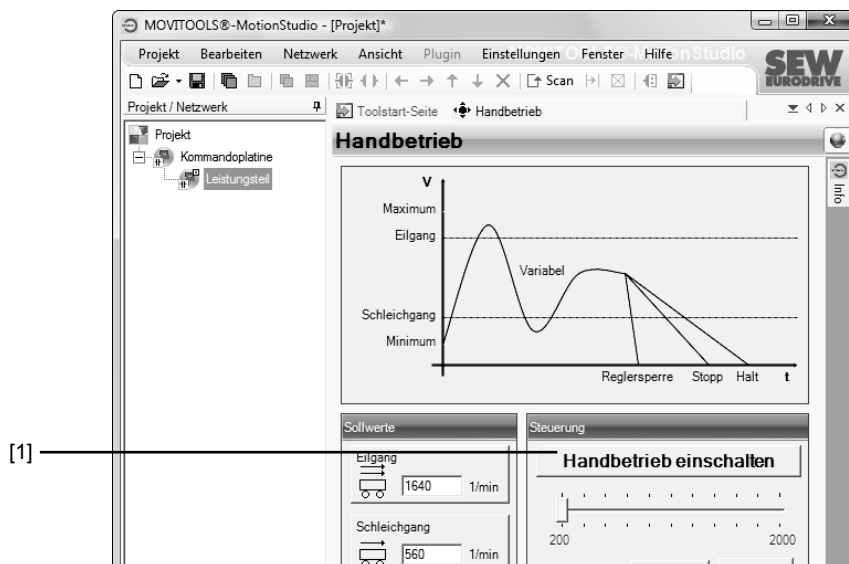 MOVITOOLS®-MotionStudio - [Projekt]*
Projekt Bearbeiten Netzwerk Ansicht Plugin Einstellungen Fenster Hilfe
SEW
EURODRIVE
Scan
Projekt / Netzwerk
Toolstart-Seite Handbetrieb
Projekt
Kommandoplatine
Leistungsteil
Handbetrieb
Info
V
Maximum
Eilgang
Variabel
Schleichgang
Minimum
Reglersperre Stopp Halt t
Sollwerte
Steuerung
[1]
Eilgang
1640 1/min
Handbetrieb einschalten
200 2000
Schleichgang
560 1/min